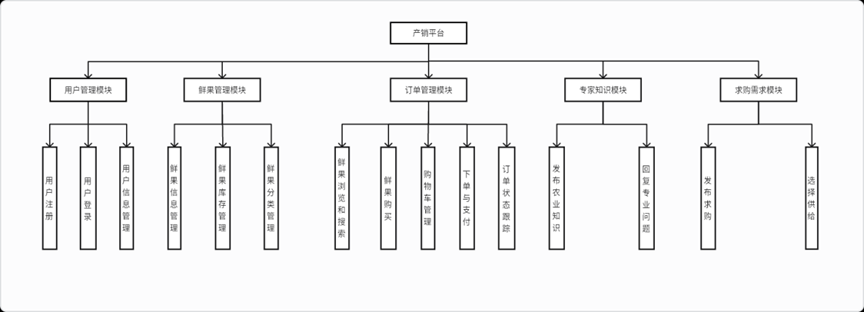 产销平台
用户管理模块
鲜果管理模块
订单管理模块
专家知识模块
求购需求模块
用户注册
用户登录
用户信息管理
鲜果信息管理
鲜果库存管理
鲜果分类管理
鲜果浏览和搜索
鲜果购买
购物车管理
下单与支付
订单状态跟踪
发布农业知识
回复专业问题
发布求购
选择供给